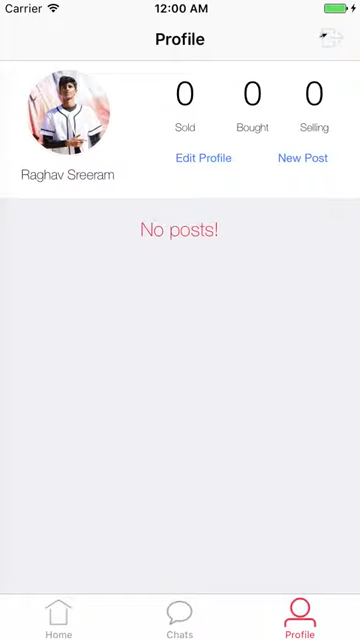 Carrier 12:00 AM
Profile
0 0 0
Sold Bought Selling
Edit Profile New Post
Raghav Sreeram
No posts!
Home Chats Profile